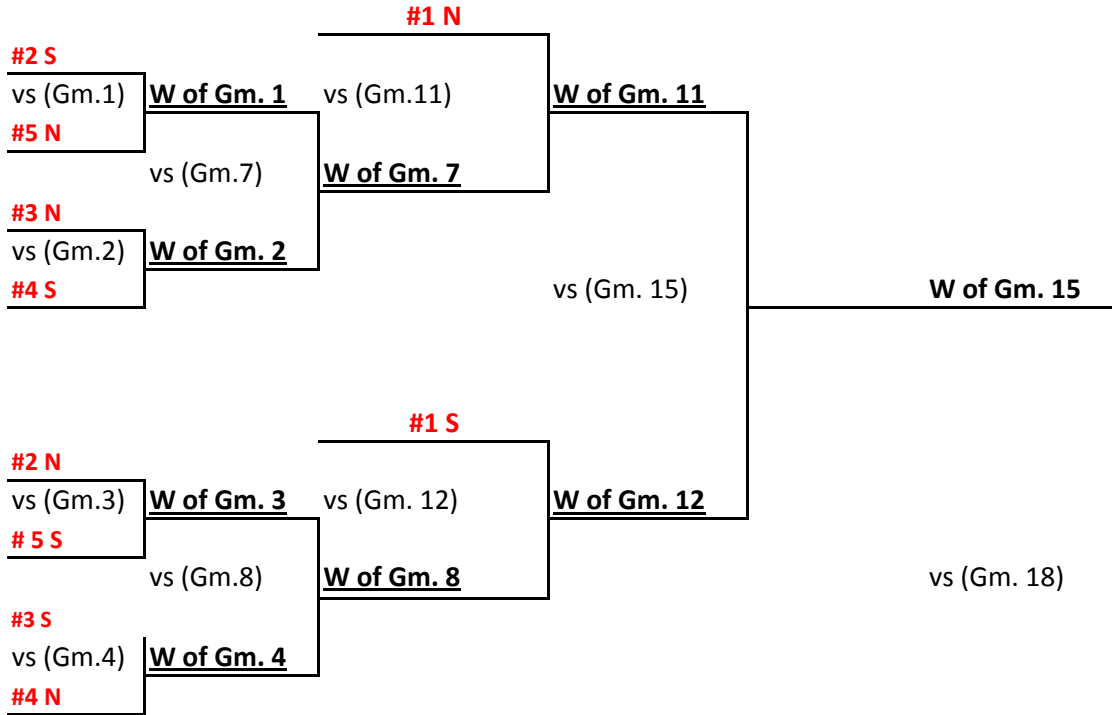 #1 N
#2 S
vs (Gm.1) W of Gm. 1 vs (Gm.11) W of Gm. 11
#5 N
vs (Gm.7) W of Gm. 7
#3 N
vs (Gm.2) W of Gm. 2
#4 S vs (Gm. 15) W of Gm. 15
#1 S
#2 N
vs (Gm.3) W of Gm. 3 vs (Gm. 12) W of Gm. 12
# 5 S
vs (Gm.8) W of Gm. 8 vs (Gm. 18)
#3 S
vs (Gm.4) W of Gm. 4
#4 N